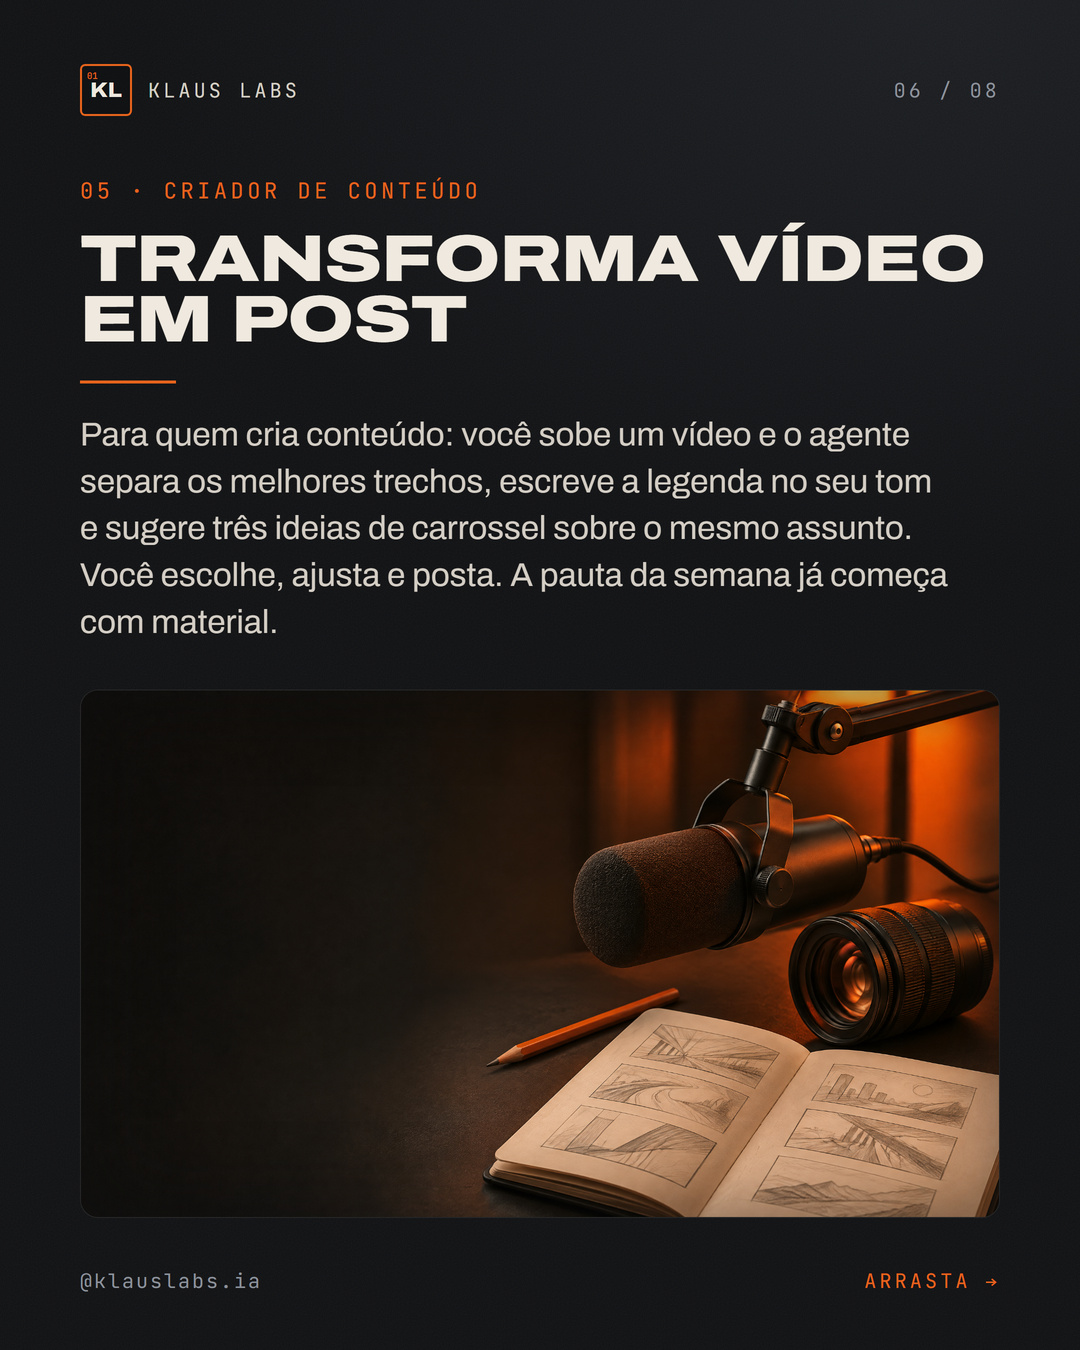 01
KL
KLAUS LABS
06 / 08
05 · CRIADOR DE CONTEÚDO
TRANSFORMA VÍDEO
EM POST
Para quem cria conteúdo: você sobe um vídeo e o agente
separa os melhores trechos, escreve a legenda no seu tom
e sugere três ideias de carrossel sobre o mesmo assunto.
Você escolhe, ajusta e posta. A pauta da semana já começa
com material.
@klauslabs.ia
ARRASTA →